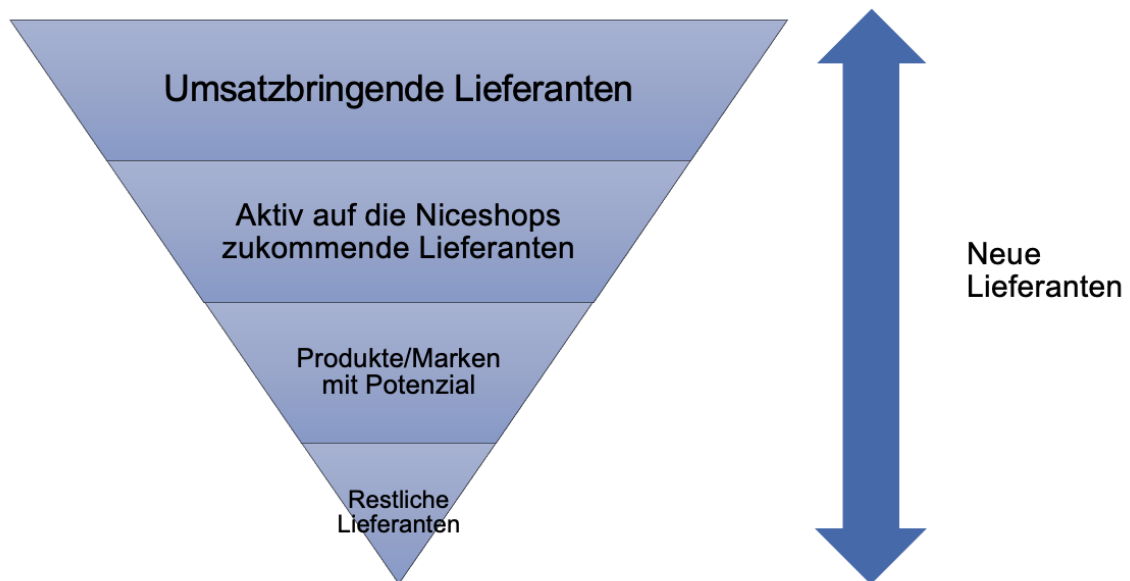 Umsatzbringende Lieferanten
Aktiv auf die Niceshops
zukommende Lieferanten
Produkte/Marken
mit Potenzial
Restliche
Lieferanten
Neue
Lieferanten